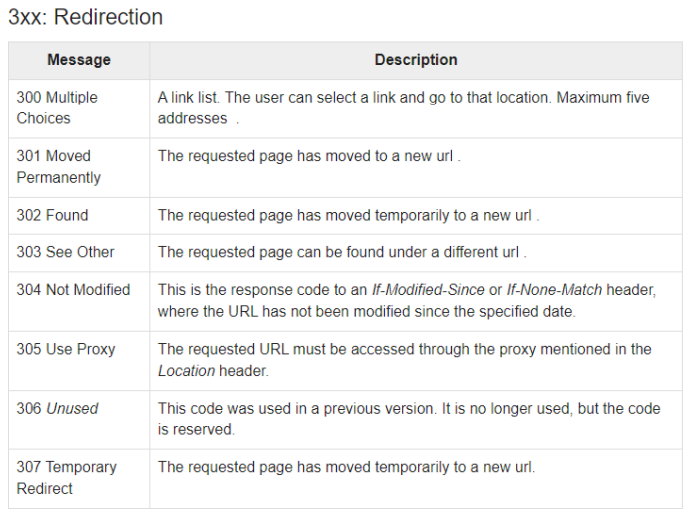 3xx: Redirection
Message Description
300 Multiple
Choices
A link list. The user can select a link and go to that location. Maximum five
addresses .
301 Moved
Permanently
The requested page has moved to a new url .
302 Found
The requested page has moved temporarily to a new url .
303 See Other
The requested page can be found under a different url .
304 Not Modified
This is the response code to an If-Modified-Since or If-None-Match header,
where the URL has not been modified since the specified date.
305 Use Proxy
The requested URL must be accessed through the proxy mentioned in the
Location header.
306 Unused
This code was used in a previous version. It is no longer used, but the code
is reserved.
307 Temporary
Redirect
The requested page has moved temporarily to a new url.